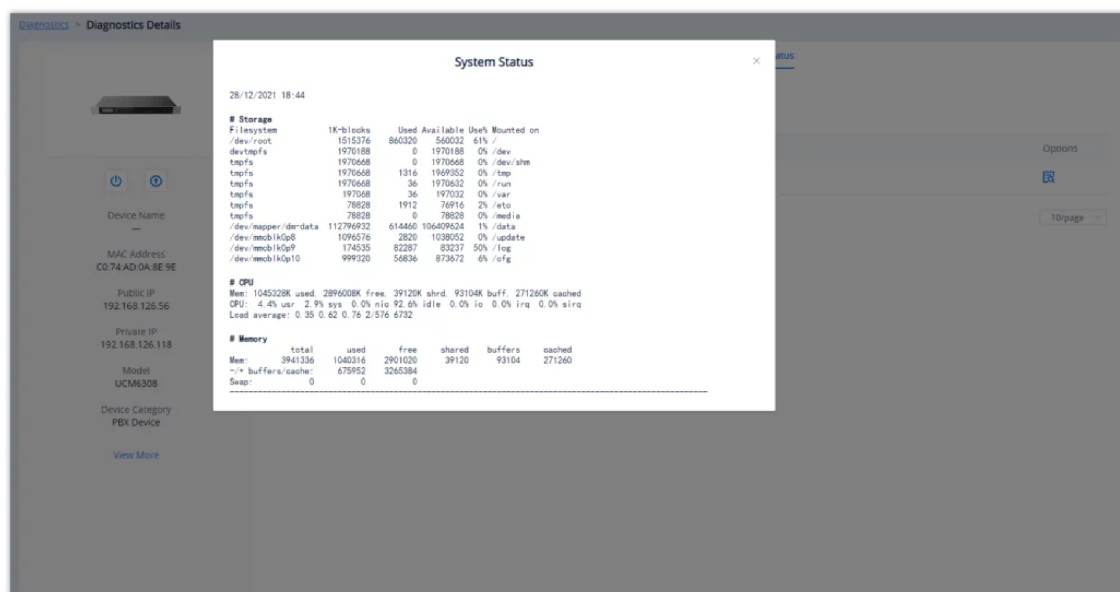 Diagnostics > Diagnostics Details
Device Name
—
MAC Address
C0:74:AD:0A:8E:9E
Public IP
192.168.126.56
Private IP
192.168.126.118
Model
UCM6308
Device Category
PBX Device
View More
System Status ×
28/12/2021 18:44
# Storage
Filesystem 1K-blocks Used Available Use% Mounted on
/dev/root 1515376 860320 560032 61% /
devtmpfs 1970188 0 1970188 0% /dev
tmpfs 1970668 0 1970668 0% /dev/shm
tmpfs 1970668 1316 1969352 0% /tmp
tmpfs 1970668 36 1970632 0% /run
tmpfs 197068 36 197032 0% /var
tmpfs 78828 1912 76916 2% /etc
tmpfs 78828 0 78828 0% /media
/dev/mapper/dm-data 112796932 614460 106409624 1% /data
/dev/mmcblk0p8 1096576 2820 1038052 0% /update
/dev/mmcblk0p9 174535 82287 83237 50% /log
/dev/mmcblk0p10 999320 56836 873672 6% /cfg
# CPU
Mem: 1045328K used, 2896008K free, 39120K shrd, 93104K buff, 271260K cached
CPU: 4.4% usr 2.9% sys 0.0% nic 92.6% idle 0.0% io 0.0% irq 0.0% sirq
Load average: 0.35 0.62 0.76 2/576 6732
# Memory
total used free shared buffers cached
Mem: 3941336 1040316 2901020 39120 93104 271260
-/+ buffers/cache: 675952 3265384
Swap: 0 0 0
atus
Options
10/page